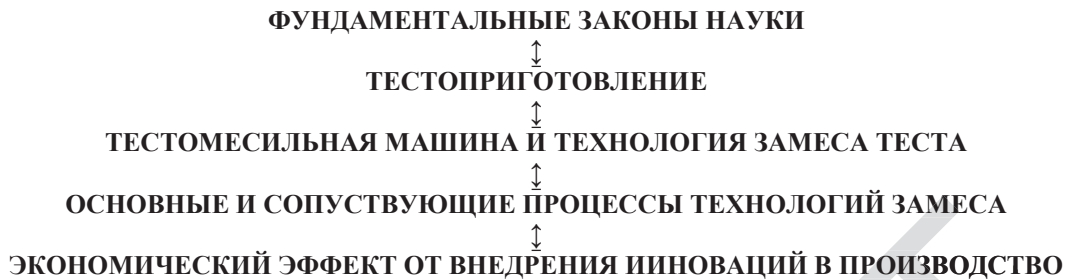 ФУНДАМЕНТАЛЬНЫЕ ЗАКОНЫ НАУКИ
↕
ТЕСТОПРИГОТОВЛЕНИЕ
↕
ТЕСТОМЕСИЛЬНАЯ МАШИНА И ТЕХНОЛОГИЯ ЗАМЕСА ТЕСТА
↕
ОСНОВНЫЕ И СОПУСТВУЮЩИЕ ПРОЦЕССЫ ТЕХНОЛОГИЙ ЗАМЕСА
↕
ЭКОНОМИЧЕСКИЙ ЭФФЕКТ ОТ ВНЕДРЕНИЯ ИИНОВАЦИЙ В ПРОИЗВОДСТВО